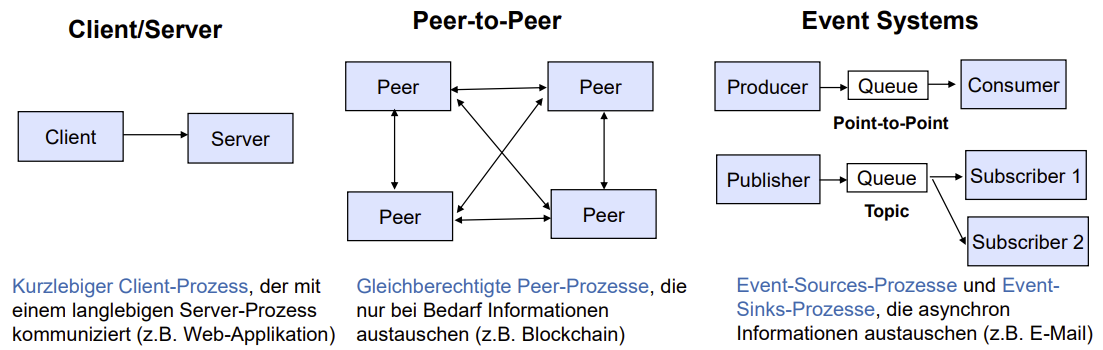 Client/Server
Client
Server
Kurzlebiger Client-Prozess, der mit
einem langlebigen Server-Prozess
kommuniziert (z.B. Web-Applikation)
Peer-to-Peer
Peer
Peer
Peer
Peer
Gleichberechtigte Peer-Prozesse, die
nur bei Bedarf Informationen
austauschen (z.B. Blockchain)
Event Systems
Producer
Queue
Consumer
Point-to-Point
Publisher
Queue
Subscriber 1
Topic
Subscriber 2
Event-Sources-Prozesse und Event-
Sinks-Prozesse, die asynchron
Informationen austauschen (z.B. E-Mail)